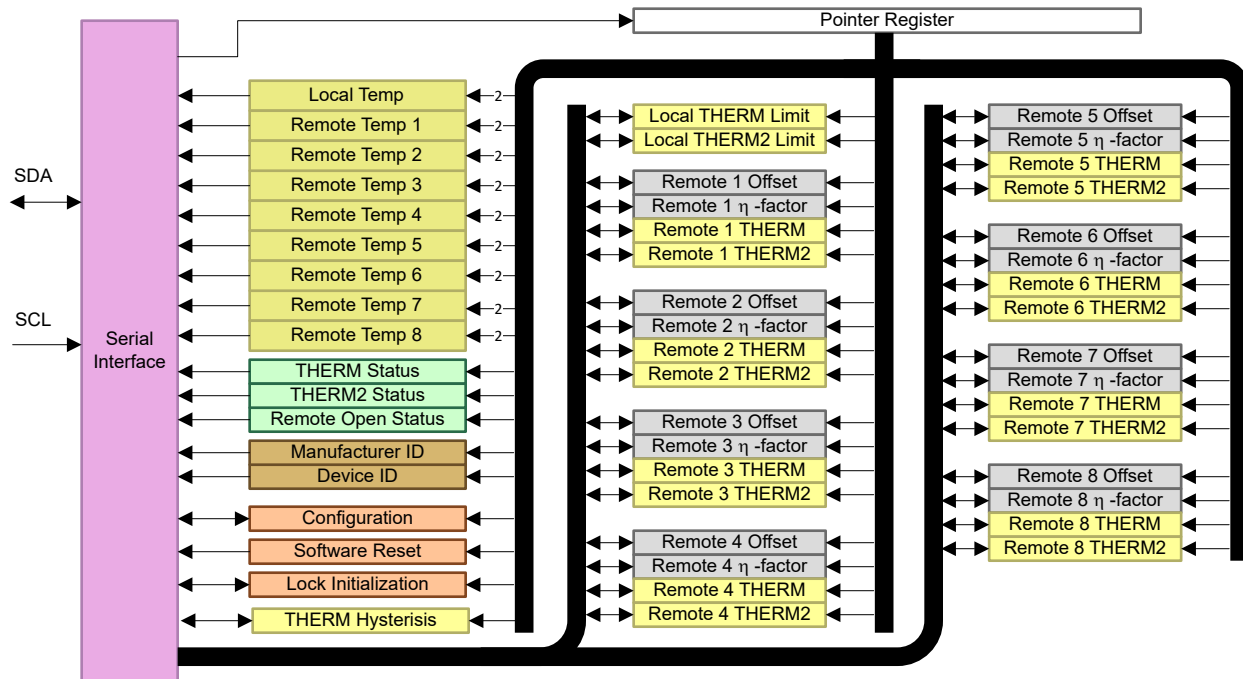 Pointer Register
SDA
SCL
Serial
Interface
Local Temp
2
Remote Temp 1
2
Remote Temp 2
2
Remote Temp 3
2
Remote Temp 4
2
Remote Temp 5
2
Remote Temp 6
2
Remote Temp 7
2
Remote Temp 8
2
THERM Status
THERM2 Status
Remote Open Status
Manufacturer ID
Device ID
Configuration
Software Reset
Lock Initialization
THERM Hysterisis
Local THERM Limit
Local THERM2 Limit
Remote 1 Offset
Remote 1 η -factor
Remote 1 THERM
Remote 1 THERM2
Remote 2 Offset
Remote 2 η -factor
Remote 2 THERM
Remote 2 THERM2
Remote 3 Offset
Remote 3 η -factor
Remote 3 THERM
Remote 3 THERM2
Remote 4 Offset
Remote 4 η -factor
Remote 4 THERM
Remote 4 THERM2
Remote 5 Offset
Remote 5 η -factor
Remote 5 THERM
Remote 5 THERM2
Remote 6 Offset
Remote 6 η -factor
Remote 6 THERM
Remote 6 THERM2
Remote 7 Offset
Remote 7 η -factor
Remote 7 THERM
Remote 7 THERM2
Remote 8 Offset
Remote 8 η -factor
Remote 8 THERM
Remote 8 THERM2